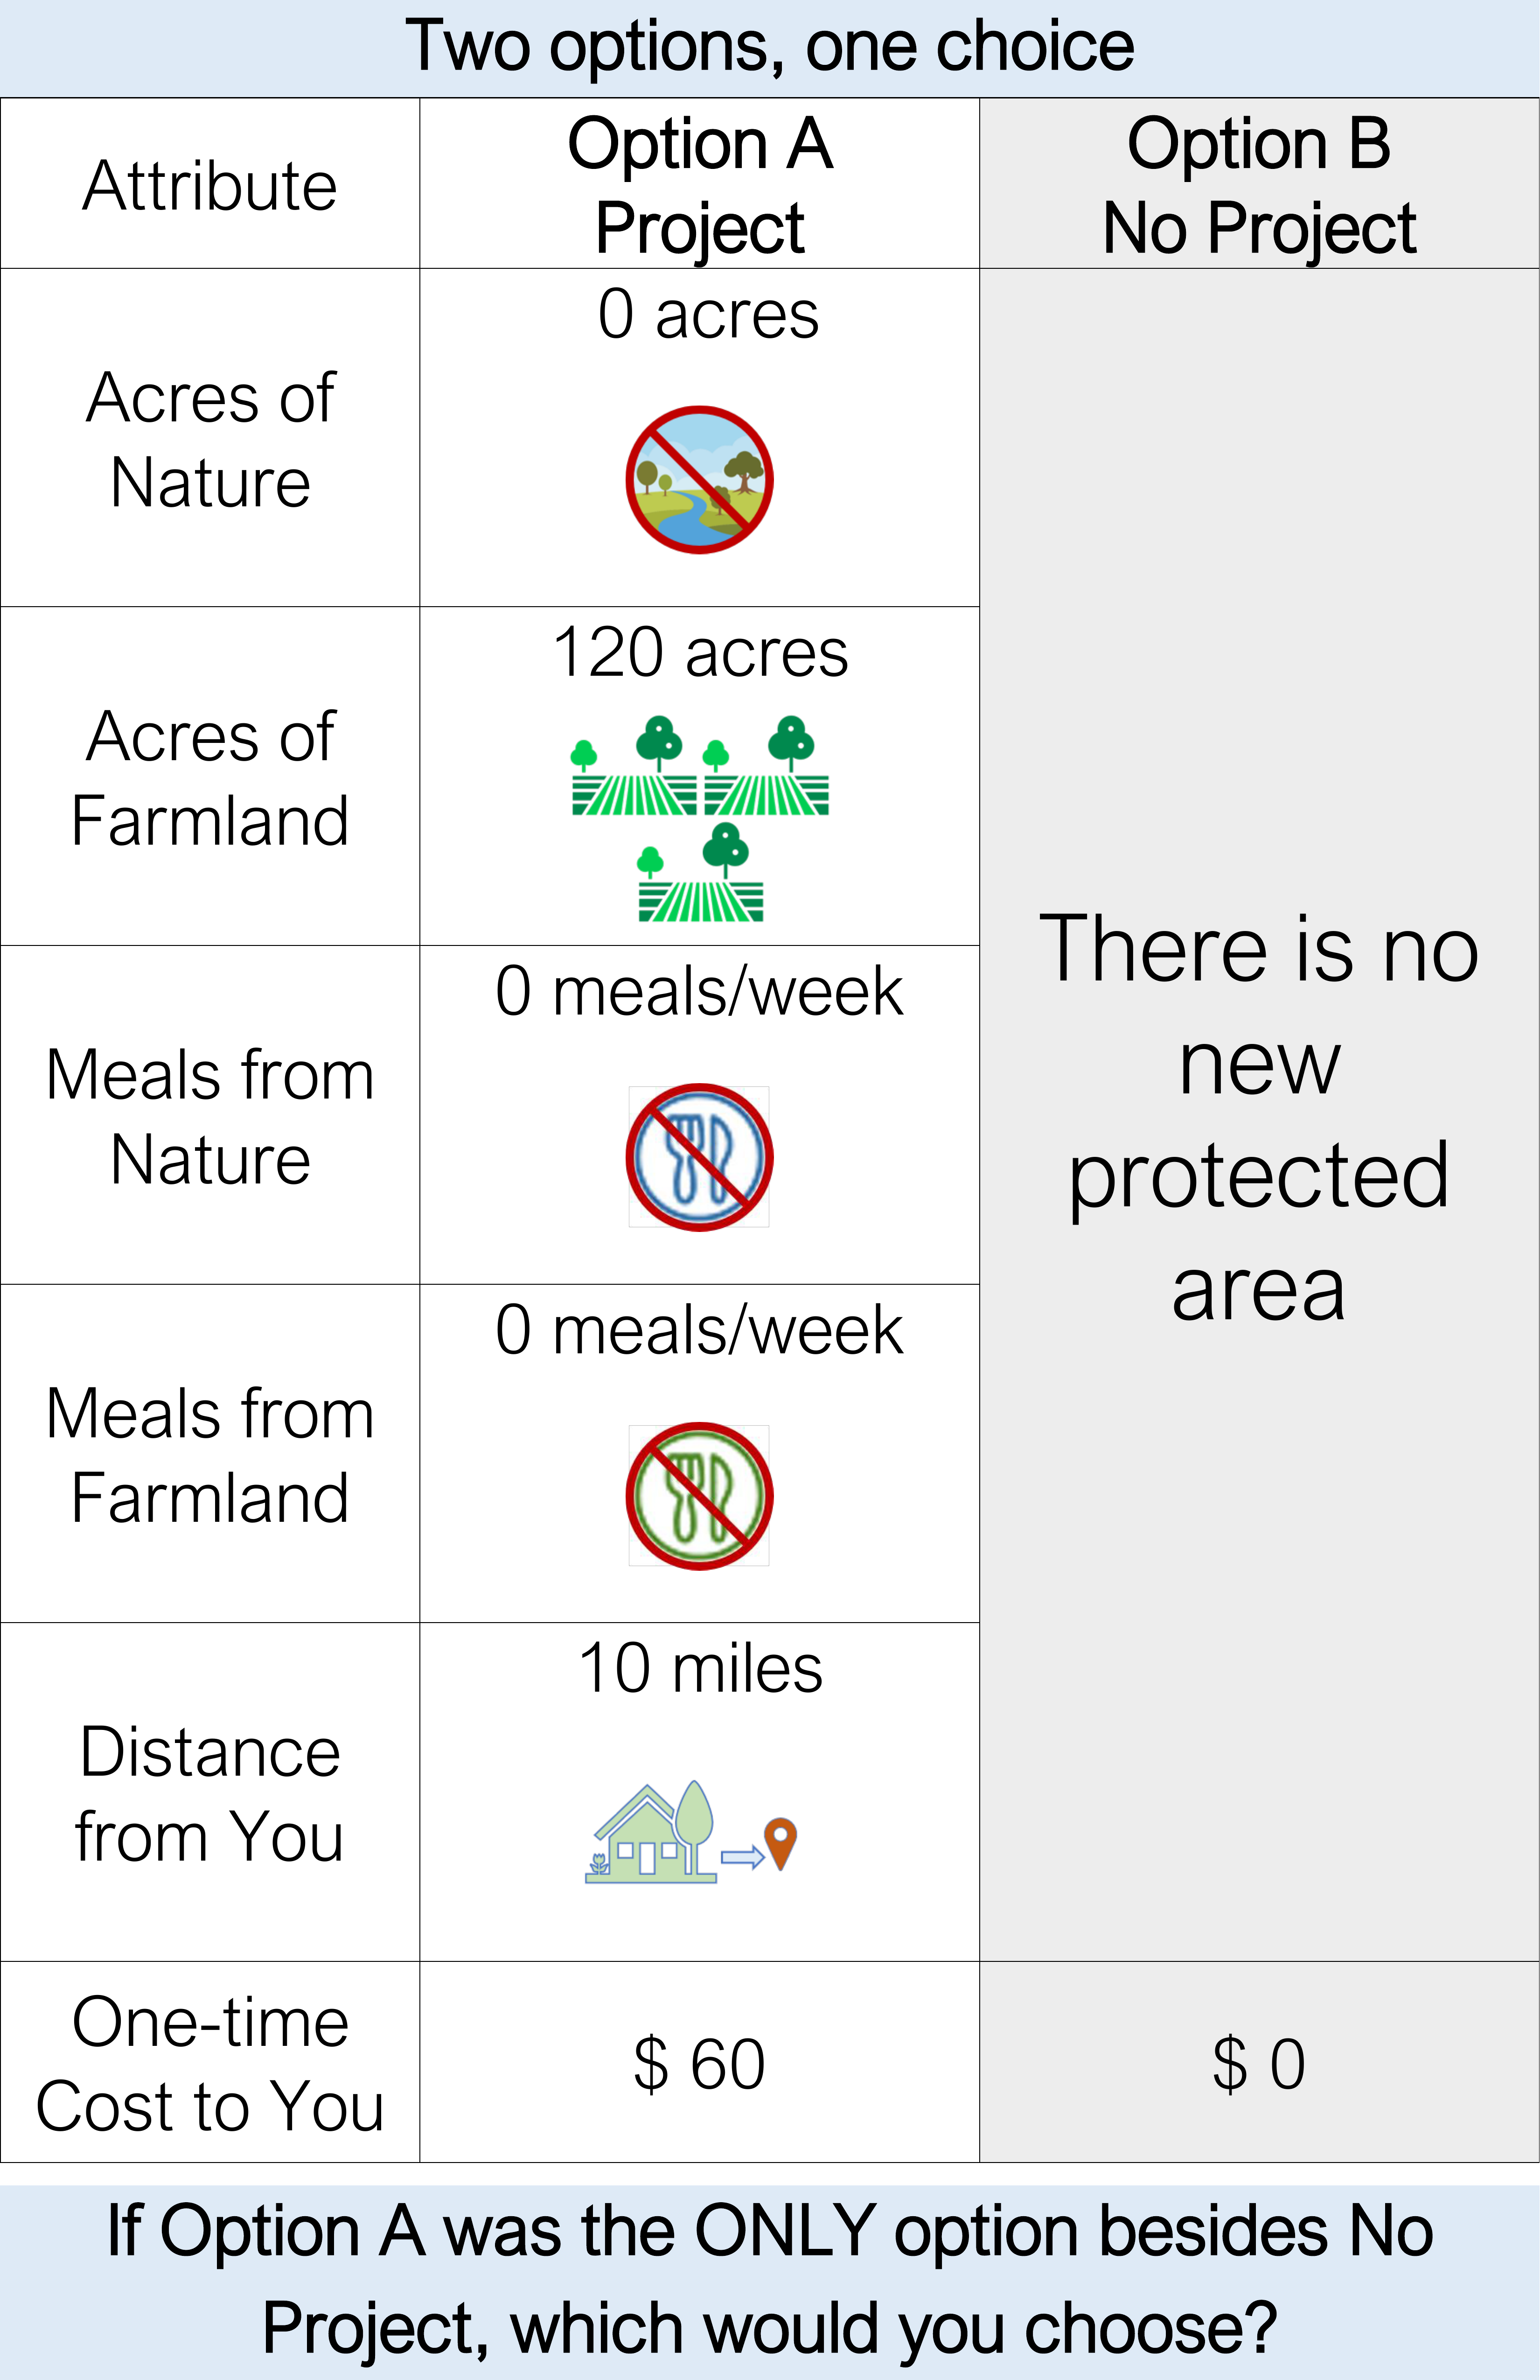 Two options, one choice
Attribute
Option A
Project
Option B
No Project
Acres of
Nature
0 acres
There is no
new
protected
area
Acres of
Farmland
120 acres
Meals from
Nature
0 meals/week
Meals from
Farmland
0 meals/week
Distance
from You
10 miles
One-time
Cost to You
$ 60
$ 0
If Option A was the ONLY option besides No
Project, which would you choose?